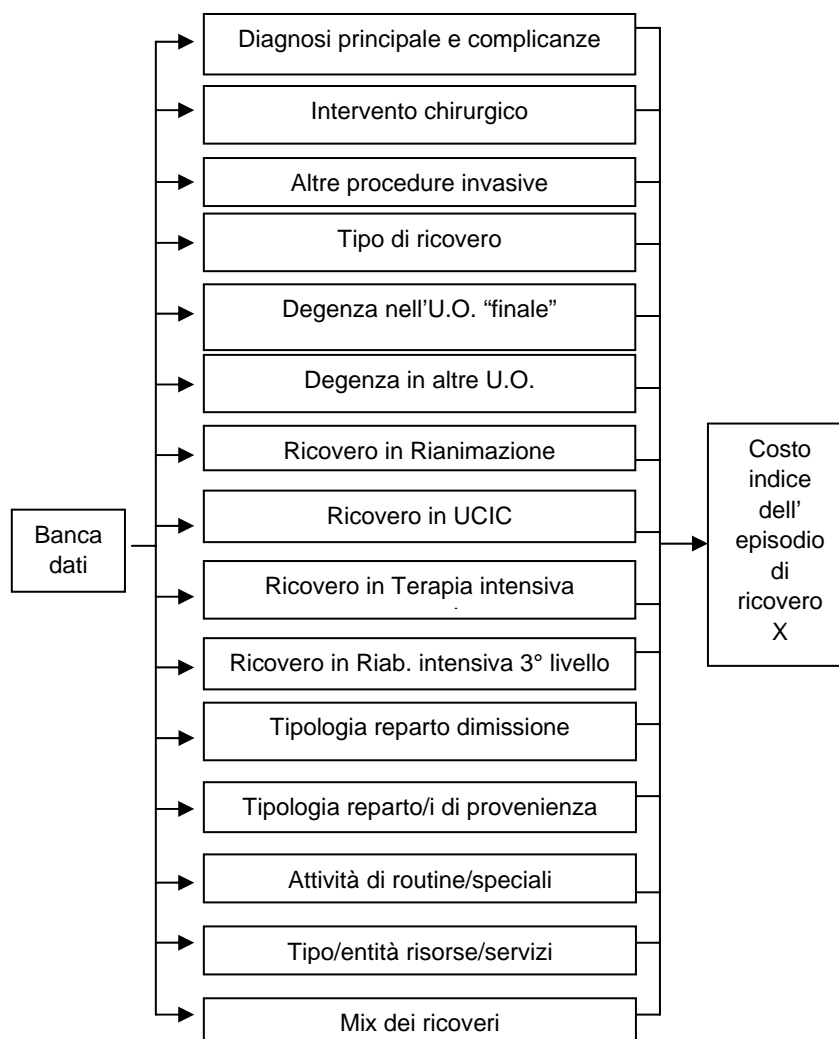 Diagnosi principale e complicanze
Intervento chirurgico
Altre procedure invasive
Tipo di ricovero
Degenza nell’U.O. “finale”
Degenza in altre U.O.
Ricovero in Rianimazione
Ricovero in UCIC
Ricovero in Terapia intensiva
Ricovero in Riab. intensiva 3° livello
Tipologia reparto dimissione
Tipologia reparto/i di provenienza
Attività di routine/speciali
Tipo/entità risorse/servizi
Mix dei ricoveri
Banca
dati
Costo
indice
dell’
episodio
di
ricovero
X